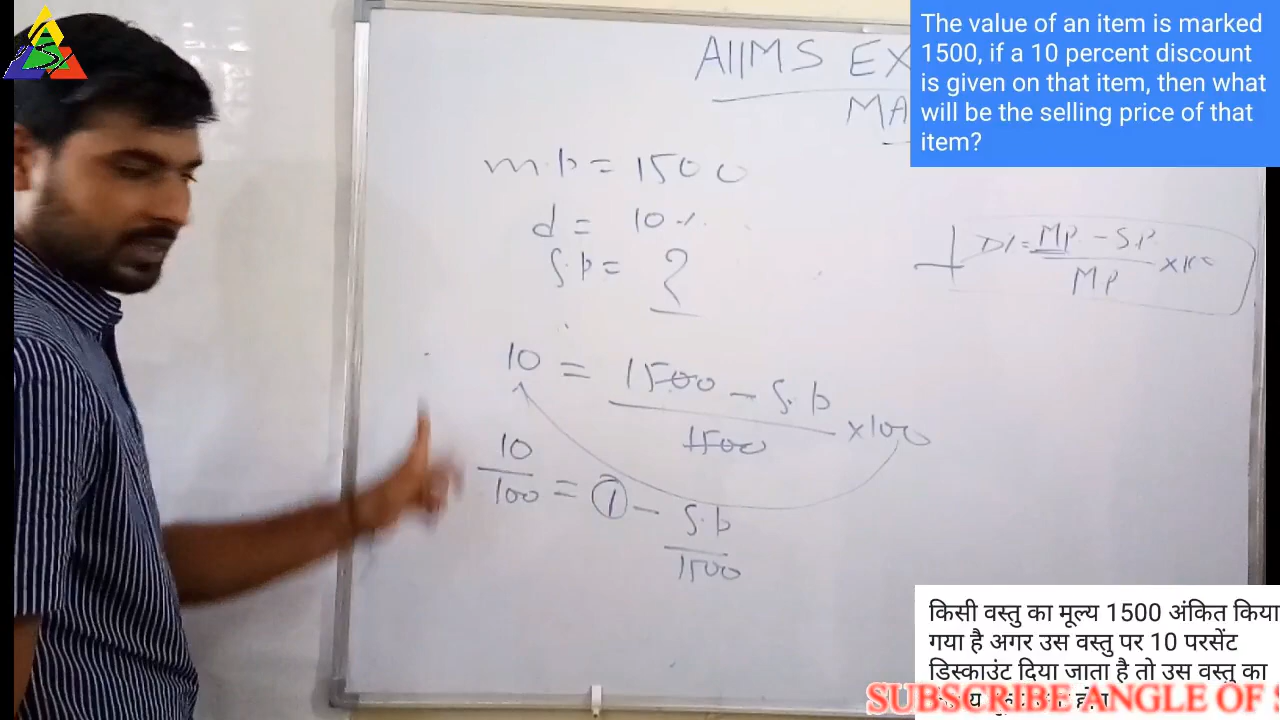 The value of an item is marked
1500, if a 10 percent discount
is given on that item, then what
will be the selling price of that
item?
AIIMS EX
MA
m.p = 1500
d = 10%
S.p = ?
D% = MP - S.P / MP ×100
10 = 1500 - S.p / 1500 ×100
10/100 = 1 - S.p/1500
किसी वस्तु का मूल्य 1500 अंकित किया
गया है अगर उस वस्तु पर 10 परसेंट
डिस्काउंट दिया जाता है तो उस वस्तु का
SUBSCRIBE ANGLE OF S